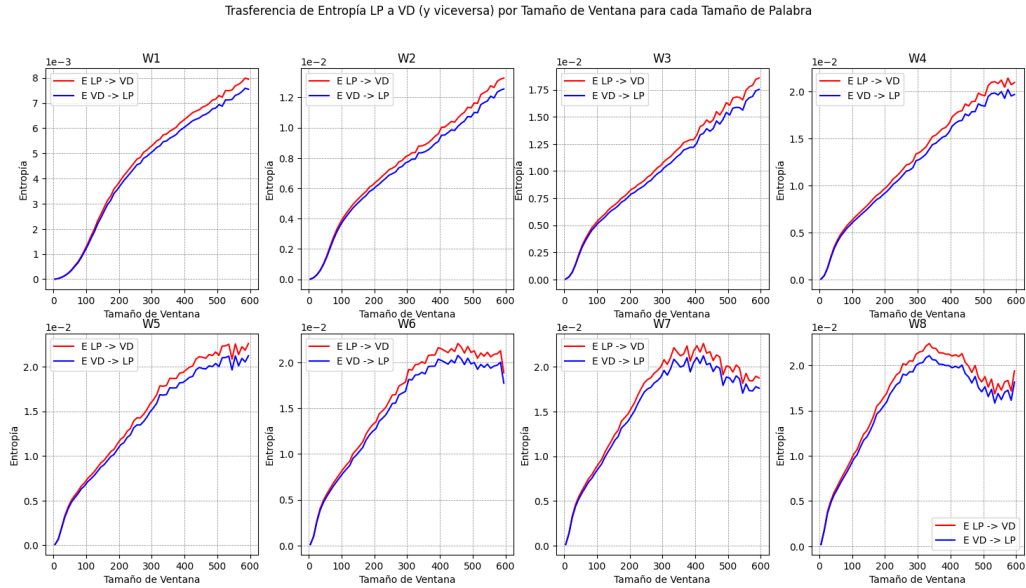 Trasferencia de Entropía LP a VD (y viceversa) por Tamaño de Ventana para cada Tamaño de Palabra
W1
1e−3
E LP -> VD
E VD -> LP
8
7
6
5
4
3
2
1
0
Entropía
0 100 200 300 400 500 600
Tamaño de Ventana
W2
1e−2
E LP -> VD
E VD -> LP
1.2
1.0
0.8
0.6
0.4
0.2
0.0
Entropía
0 100 200 300 400 500 600
Tamaño de Ventana
W3
1e−2
E LP -> VD
E VD -> LP
1.75
1.50
1.25
1.00
0.75
0.50
0.25
0.00
Entropía
0 100 200 300 400 500 600
Tamaño de Ventana
W4
1e−2
E LP -> VD
E VD -> LP
2.0
1.5
1.0
0.5
0.0
Entropía
0 100 200 300 400 500 600
Tamaño de Ventana
W5
1e−2
E LP -> VD
E VD -> LP
2.0
1.5
1.0
0.5
0.0
Entropía
0 100 200 300 400 500 600
Tamaño de Ventana
W6
1e−2
E LP -> VD
E VD -> LP
2.0
1.5
1.0
0.5
0.0
Entropía
0 100 200 300 400 500 600
Tamaño de Ventana
W7
1e−2
E LP -> VD
E VD -> LP
2.0
1.5
1.0
0.5
0.0
Entropía
0 100 200 300 400 500 600
Tamaño de Ventana
W8
1e−2
2.0
1.5
1.0
0.5
0.0
Entropía
E LP -> VD
E VD -> LP
0 100 200 300 400 500 600
Tamaño de Ventana